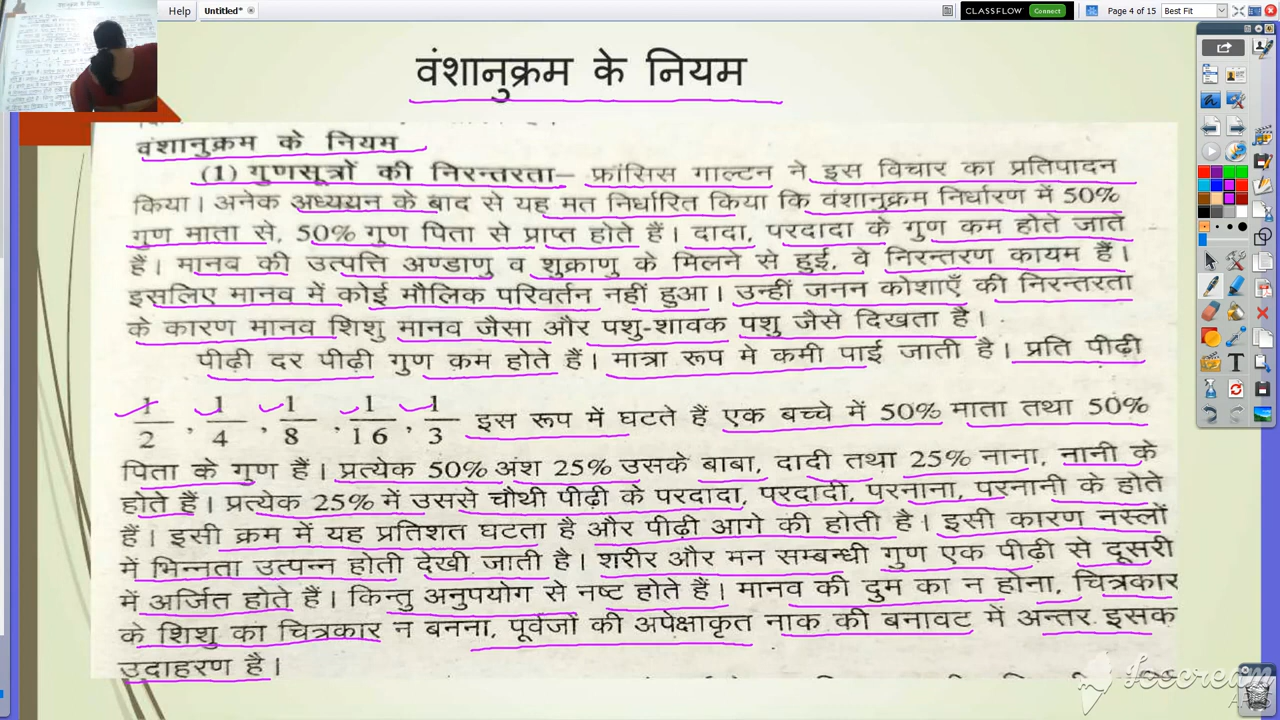 Help
Untitled*
CLASSFLOW Connect
Page 4 of 15
Best Fit
वंशानुक्रम के नियम
वंशानुक्रम के नियम
(1) गुणसूत्रों की निरन्तरता– फ्रांसिस गाल्टन ने इस विचार का प्रतिपादन
किया। अनेक अध्ययन के बाद से यह मत निर्धारित किया कि वंशानुक्रम निर्धारण में 50%
गुण माता से, 50% गुण पिता से प्राप्त होते हैं। दादा, परदादा के गुण कम होते जाते
हैं। मानव की उत्पत्ति अण्डाणु व शुक्राणु के मिलने से हुई, वे निरन्तरण कायम हैं।
इसलिए मानव में कोई मौलिक परिवर्तन नहीं हुआ। उन्हीं जनन कोशाएँ की निरन्तरता
के कारण मानव शिशु मानव जैसा और पशु-शावक पशु जैसे दिखता है।
पीढ़ी दर पीढ़ी गुण क़म होते हैं। मात्रा रूप मे कमी पाई जाती है। प्रति पीढ़ी
1/2, 1/4, 1/8, 1/16, 1/3 इस रूप में घटते हैं एक बच्चे में 50% माता तथा 50%
पिता के गुण हैं। प्रत्येक 50% अंश 25% उसके बाबा, दादी तथा 25% नाना, नानी के
होते हैं। प्रत्येक 25% में उससे चौथी पीढ़ी के परदादा, परदादी, परनाना, परनानी के होते
हैं। इसी क्रम में यह प्रतिशत घटता है और पीढ़ी आगे की होती है। इसी कारण नस्लों
में भिन्नता उत्पन्न होती देखी जाती है। शरीर और मन सम्बन्धी गुण एक पीढ़ी से दूसरी
में अर्जित होते हैं। किन्तु अनुपयोग से नष्ट होते हैं। मानव की दुम का न होना, चित्रकार
के शिशु का चित्रकार न बनना, पूर्वजों की अपेक्षाकृत नाक की बनावट में अन्तर इसक
उदाहरण है।
Icecream
APPS